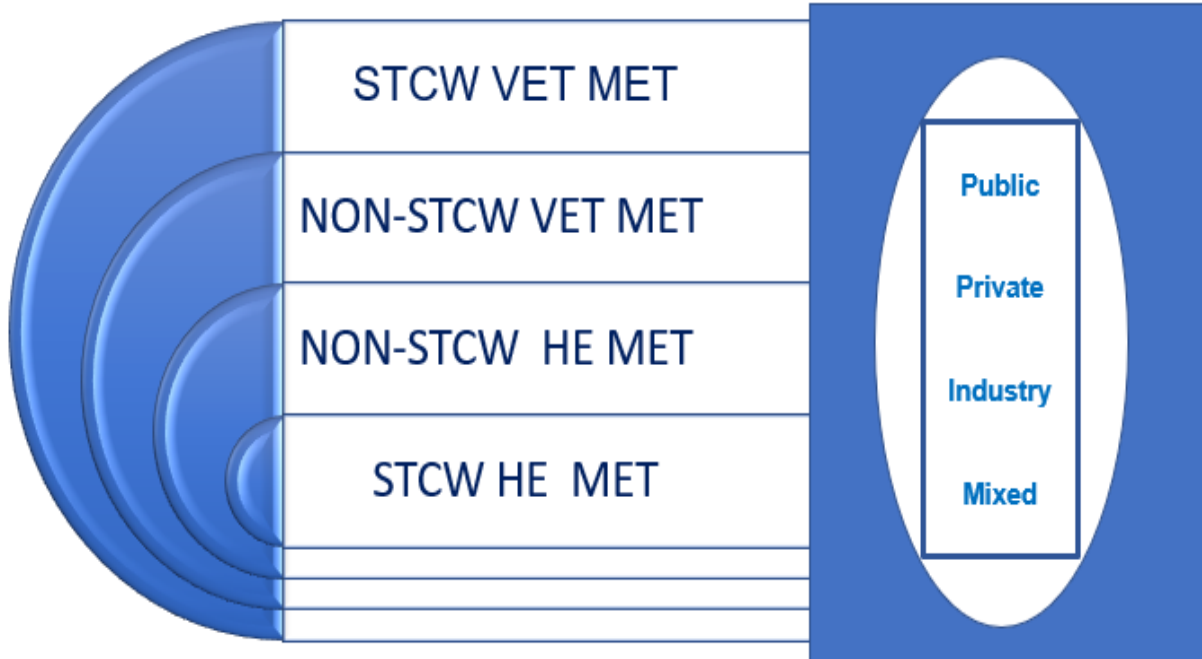 STCW VET MET
NON-STCW VET MET
NON-STCW HE MET
STCW HE MET
Public
Private
Industry
Mixed